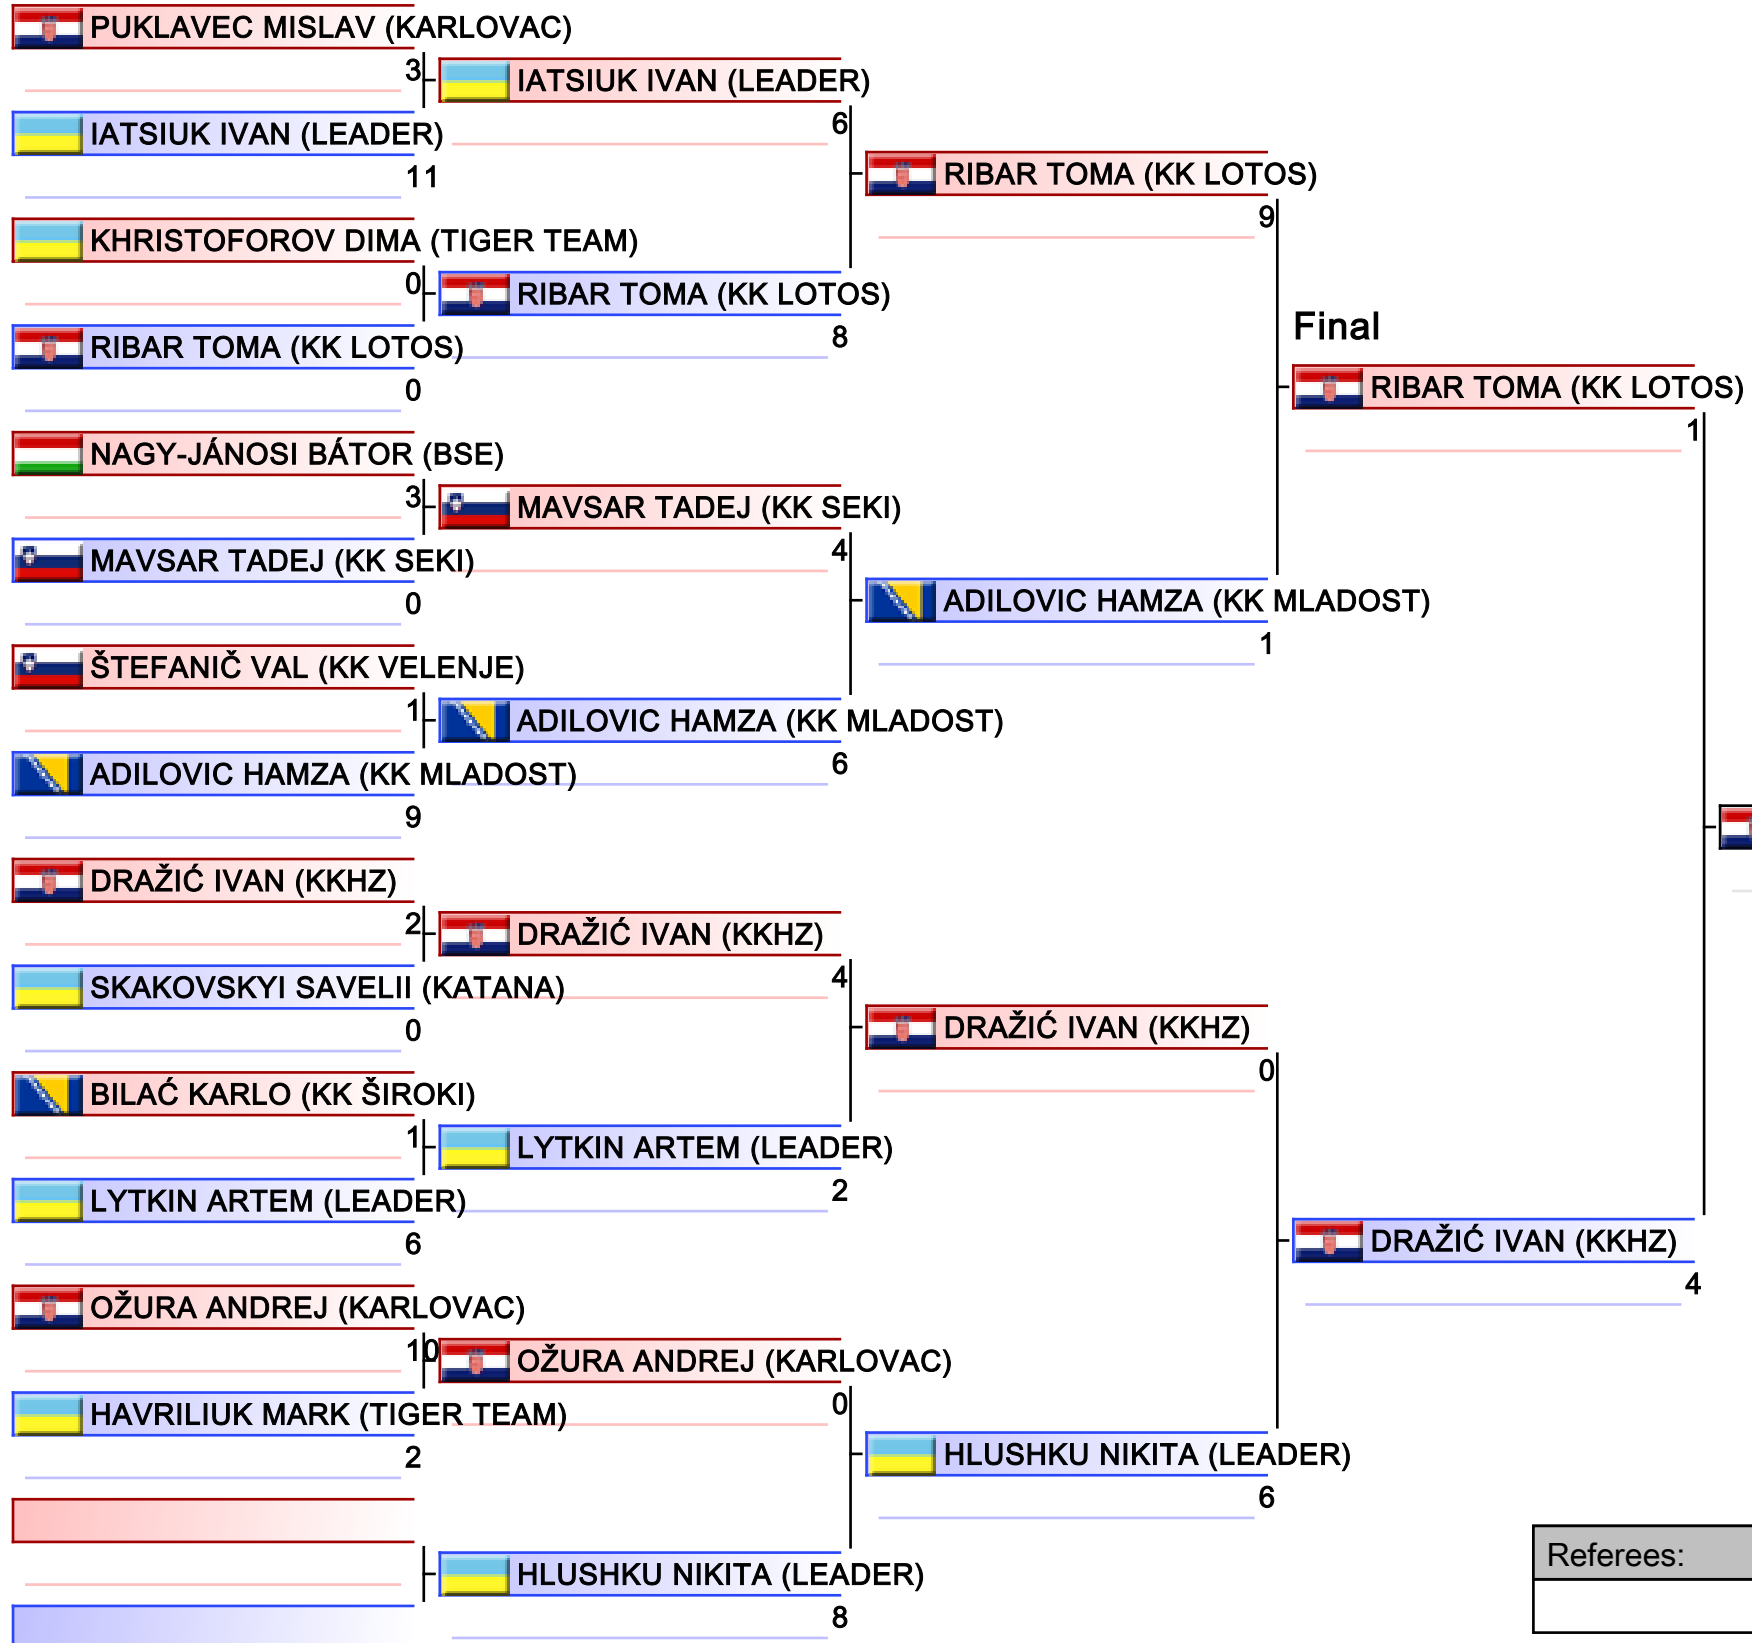 PUKLAVEC MISLAV (KARLOVAC)
3
IATSIUK IVAN (LEADER)
11
KHRISTOFOROV DIMA (TIGER TEAM)
0
RIBAR TOMA (KK LOTOS)
0
NAGY-JÁNOSI BÁTOR (BSE)
3
MAVSAR TADEJ (KK SEKI)
0
ŠTEFANIČ VAL (KK VELENJE)
1
ADILOVIC HAMZA (KK MLADOST)
9
DRAŽIĆ IVAN (KKHZ)
2
SKAKOVSKYI SAVELII (KATANA)
0
BILAĆ KARLO (KK ŠIROKI)
1
LYTKIN ARTEM (LEADER)
6
OŽURA ANDREJ (KARLOVAC)
10
HAVRILIUK MARK (TIGER TEAM)
2
IATSIUK IVAN (LEADER)
6
RIBAR TOMA (KK LOTOS)
8
MAVSAR TADEJ (KK SEKI)
4
ADILOVIC HAMZA (KK MLADOST)
6
DRAŽIĆ IVAN (KKHZ)
4
LYTKIN ARTEM (LEADER)
2
OŽURA ANDREJ (KARLOVAC)
0
HLUSHKU NIKITA (LEADER)
8
RIBAR TOMA (KK LOTOS)
9
ADILOVIC HAMZA (KK MLADOST)
1
DRAŽIĆ IVAN (KKHZ)
0
HLUSHKU NIKITA (LEADER)
6
Final
RIBAR TOMA (KK LOTOS)
1
DRAŽIĆ IVAN (KKHZ)
4
Referees: